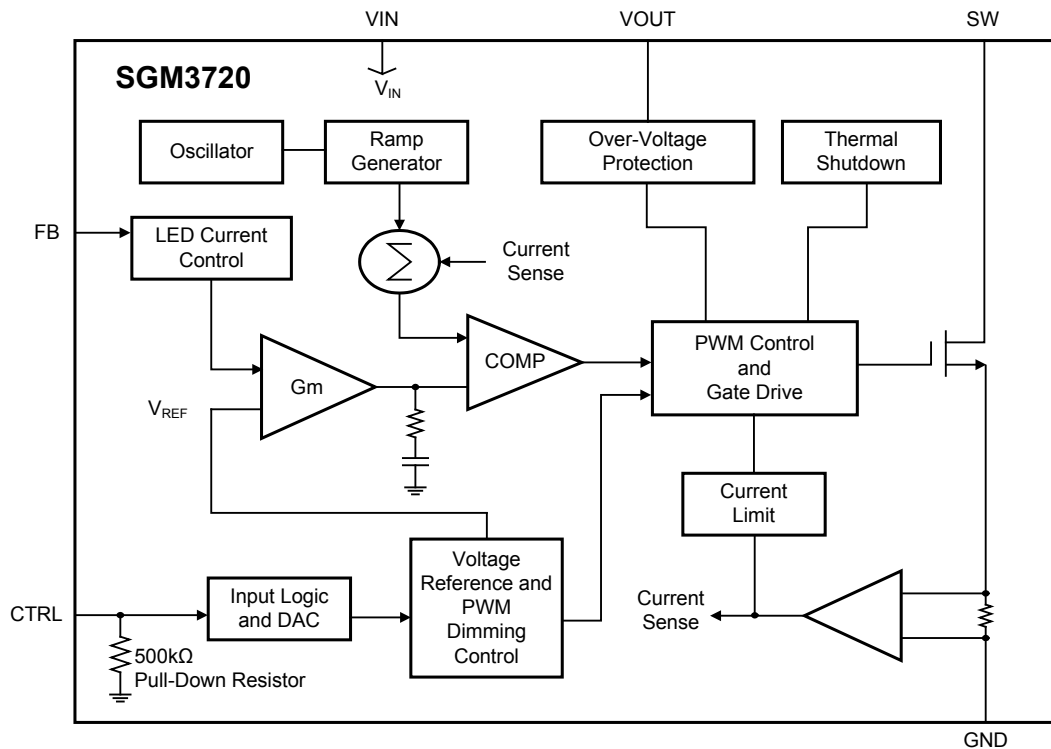 VIN
VOUT
SW
SGM3720
V_IN
Oscillator
Ramp
Generator
Over-Voltage
Protection
Thermal
Shutdown
FB
LED Current
Control
Σ
Current
Sense
Gm
COMP
PWM Control
and
Gate Drive
V_REF
Current
Limit
Voltage
Reference and
PWM
Dimming
Control
Input Logic
and DAC
CTRL
Current
Sense
500kΩ
Pull-Down Resistor
GND